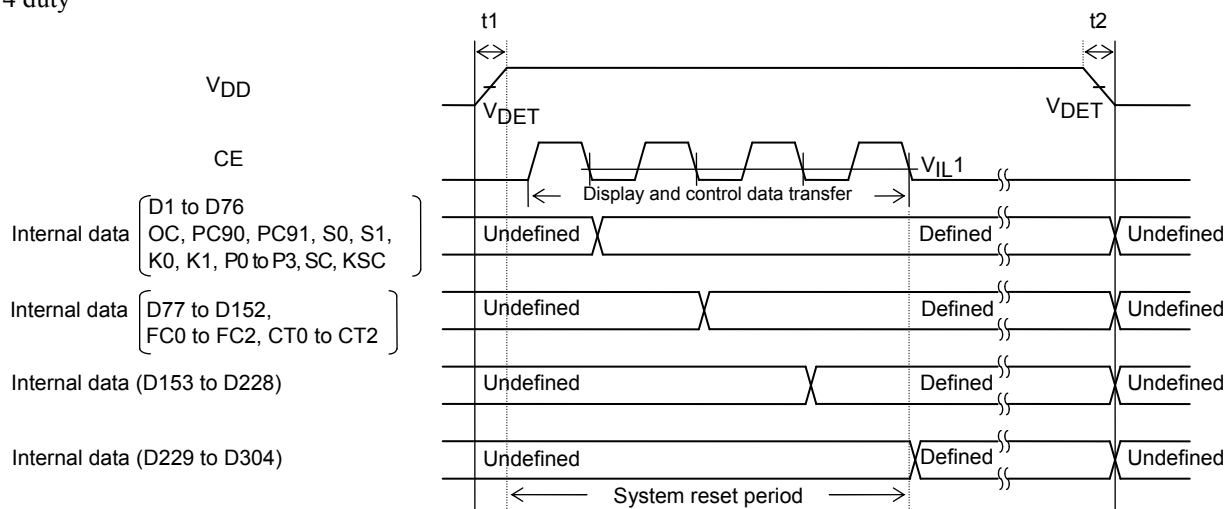 4 duty
t1 t2
VDD
VDET VDET
CE
VIL1
Display and control data transfer
D1 to D76
Internal data OC, PC90, PC91, S0, S1, Undefined Defined Undefined
K0, K1, P0 to P3, SC, KSC
Internal data D77 to D152, Undefined Defined Undefined
FC0 to FC2, CT0 to CT2
Internal data (D153 to D228) Undefined Defined Undefined
Internal data (D229 to D304) Undefined Defined Undefined
System reset period